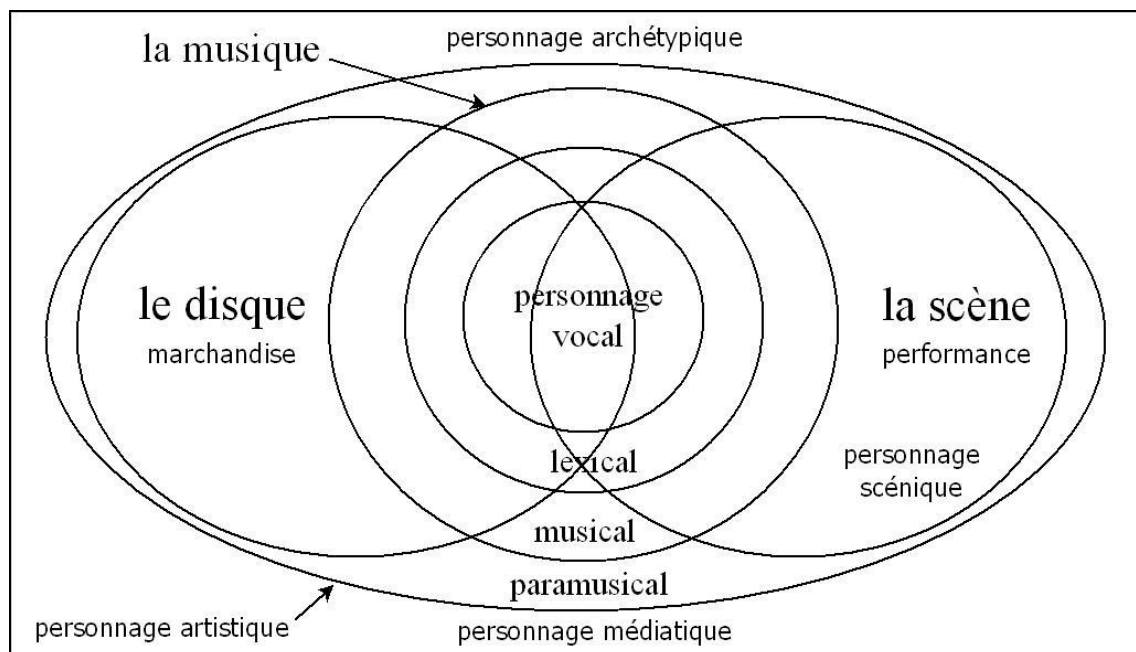 personnage archétypique
la musique
le disque
marchandise
personnage
vocal
la scène
performance
lexical
personnage
scénique
musical
paramusical
personnage artistique
personnage médiatique